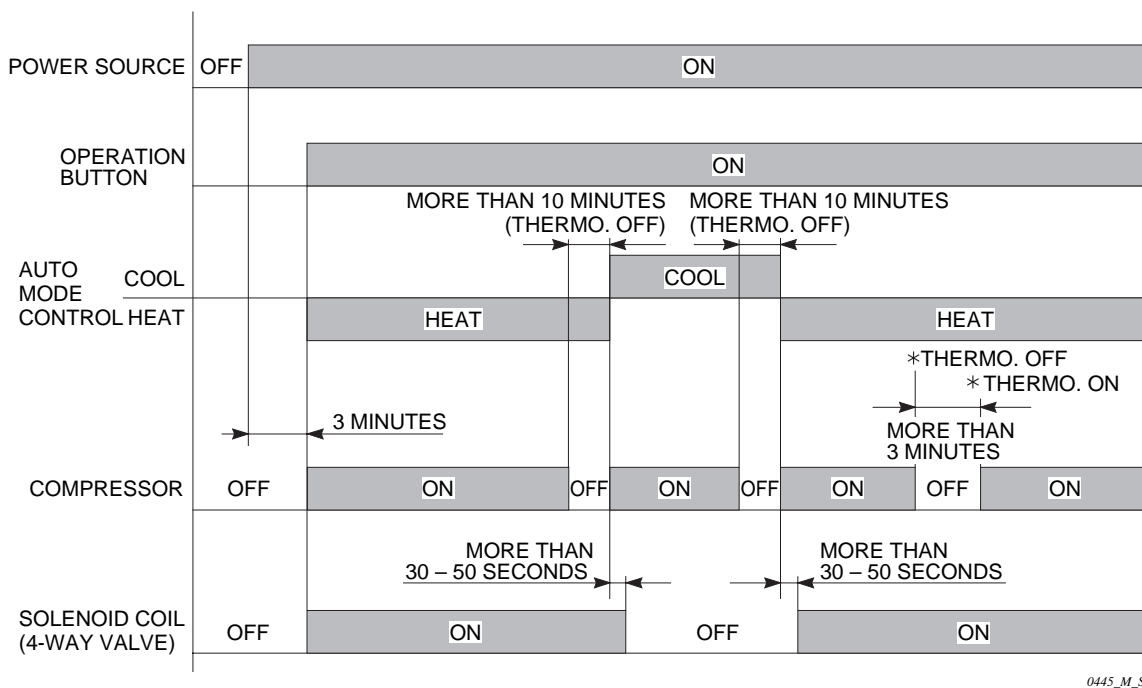 POWER SOURCE OFF ON
OPERATION
BUTTON
ON
MORE THAN 10 MINUTES
(THERMO. OFF)
MORE THAN 10 MINUTES
(THERMO. OFF)
AUTO
MODE
CONTROL
COOL
COOL
HEAT
HEAT
HEAT
*THERMO. OFF
*THERMO. ON
3 MINUTES
MORE THAN
3 MINUTES
COMPRESSOR OFF ON OFF ON OFF ON OFF ON
MORE THAN
30 – 50 SECONDS
MORE THAN
30 – 50 SECONDS
SOLENOID COIL
(4-WAY VALVE)
OFF ON OFF ON
0445_M_S